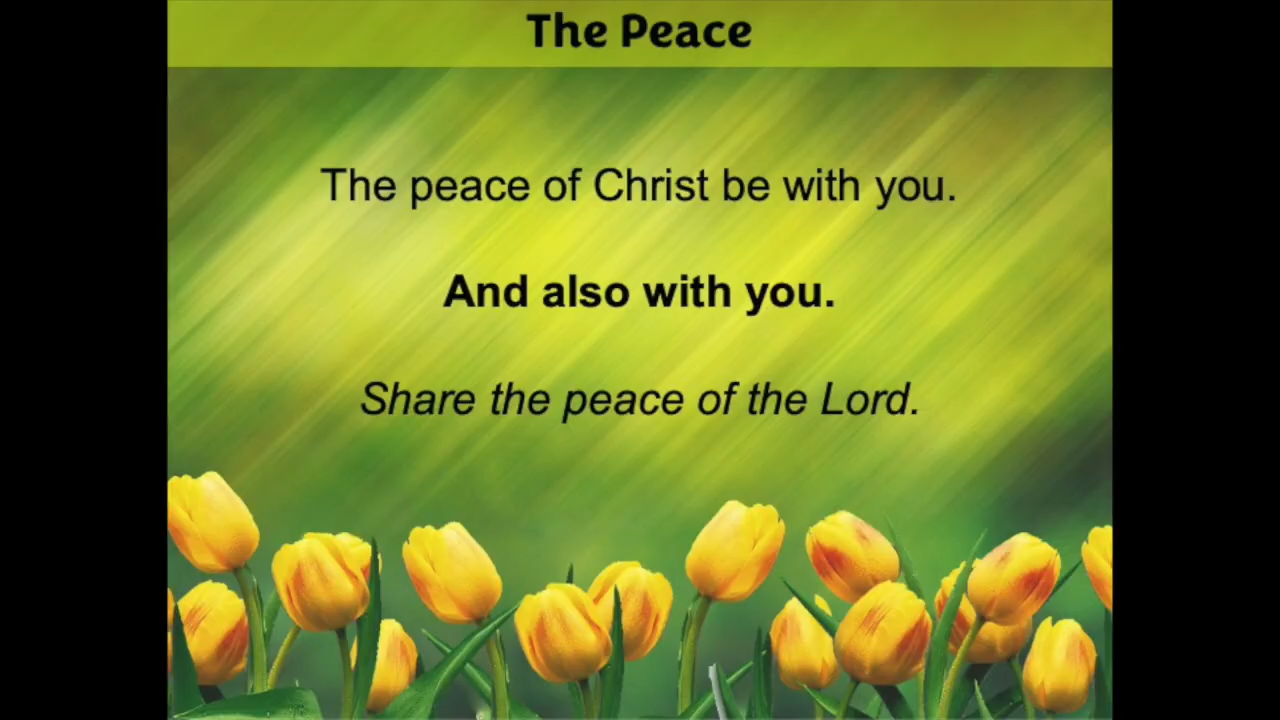 The Peace
The peace of Christ be with you.
And also with you.
Share the peace of the Lord.